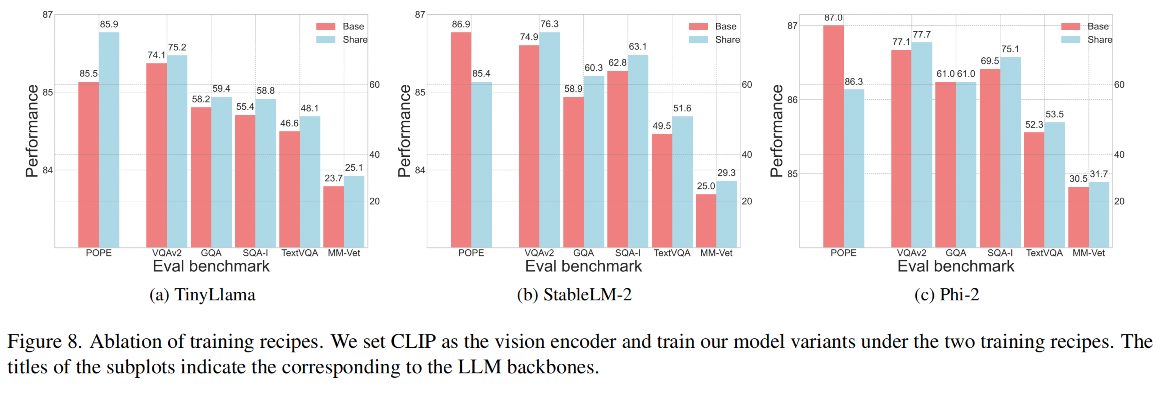 87
85
84
Performance
85.5
85.9
74.1
75.2
58.2
59.4
55.4
58.8
46.6
48.1
23.7
25.1
Base
Share
60
40
20
POPE
VQAv2
GQA
SQA-I
TextVQA
MM-Vet
Eval benchmark
(a) TinyLlama
87
85
84
Performance
86.9
85.4
74.9
76.3
58.9
60.3
62.8
63.1
49.5
51.6
25.0
29.3
Base
Share
60
40
20
POPE
VQAv2
GQA
SQA-I
TextVQA
MM-Vet
Eval benchmark
(b) StableLM-2
87
86
85
Performance
87.0
86.3
77.1
77.7
61.0
61.0
69.5
75.1
52.3
53.5
30.5
31.7
Base
Share
60
40
20
POPE
VQAv2
GQA
SQA-I
TextVQA
MM-Vet
Eval benchmark
(c) Phi-2
Figure 8. Ablation of training recipes. We set CLIP as the vision encoder and train our model variants under the two training recipes. The
titles of the subplots indicate the corresponding to the LLM backbones.